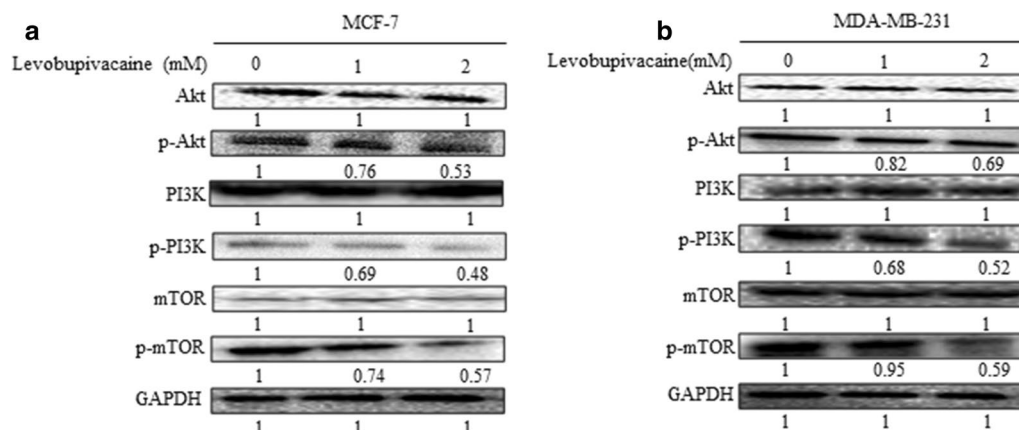 a
MCF-7
Levobupivacaine (mM) 0 1 2
Akt
1 1 1
p-Akt
1 0.76 0.53
PI3K
1 1 1
p-PI3K
1 0.69 0.48
mTOR
1 1 1
p-mTOR
1 0.74 0.57
GAPDH
1 1 1
b
MDA-MB-231
Levobupivacaine(mM) 0 1 2
Akt
1 1 1
p-Akt
1 0.82 0.69
PI3K
1 1 1
p-PI3K
1 0.68 0.52
mTOR
1 1 1
p-mTOR
1 0.95 0.59
GAPDH
1 1 1